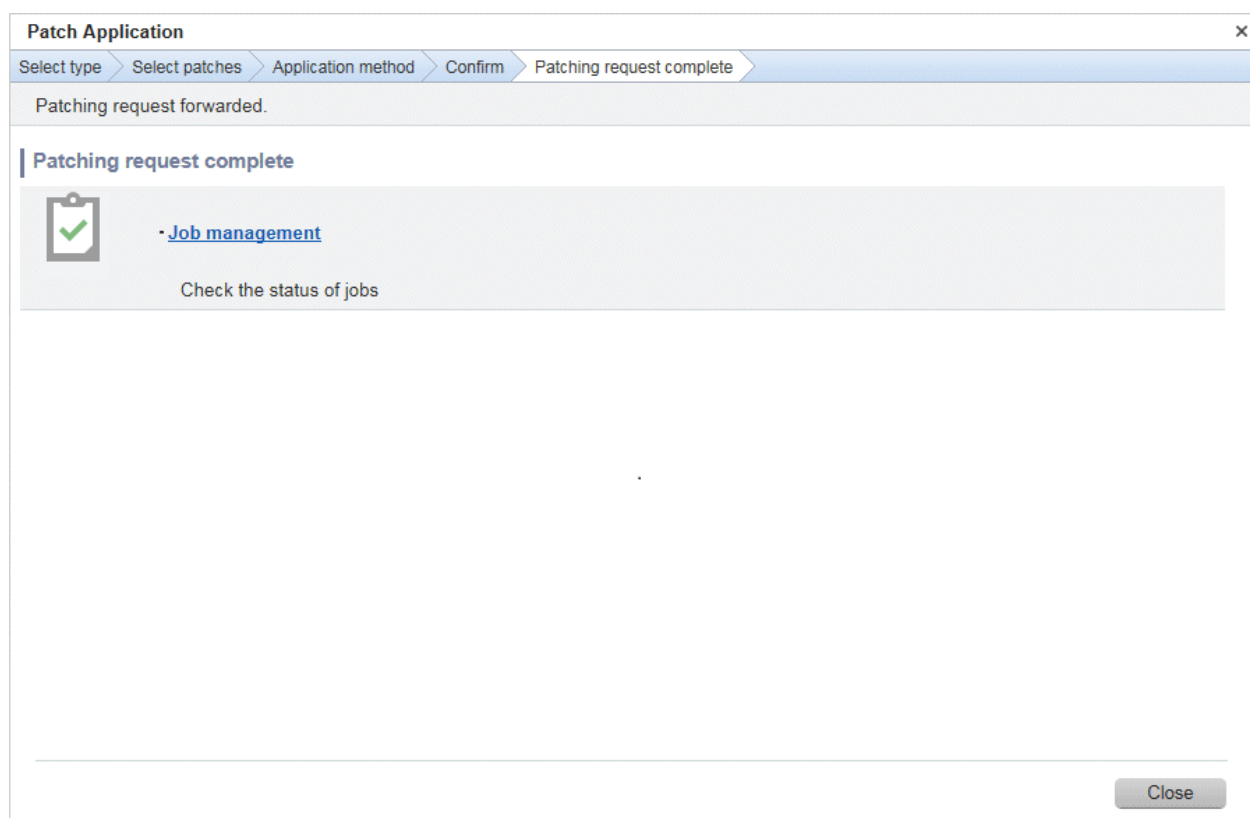 Patch Application
Select type Select patches Application method Confirm Patching request complete
Patching request forwarded.
Patching request complete
- Job management
Check the status of jobs
.
Close